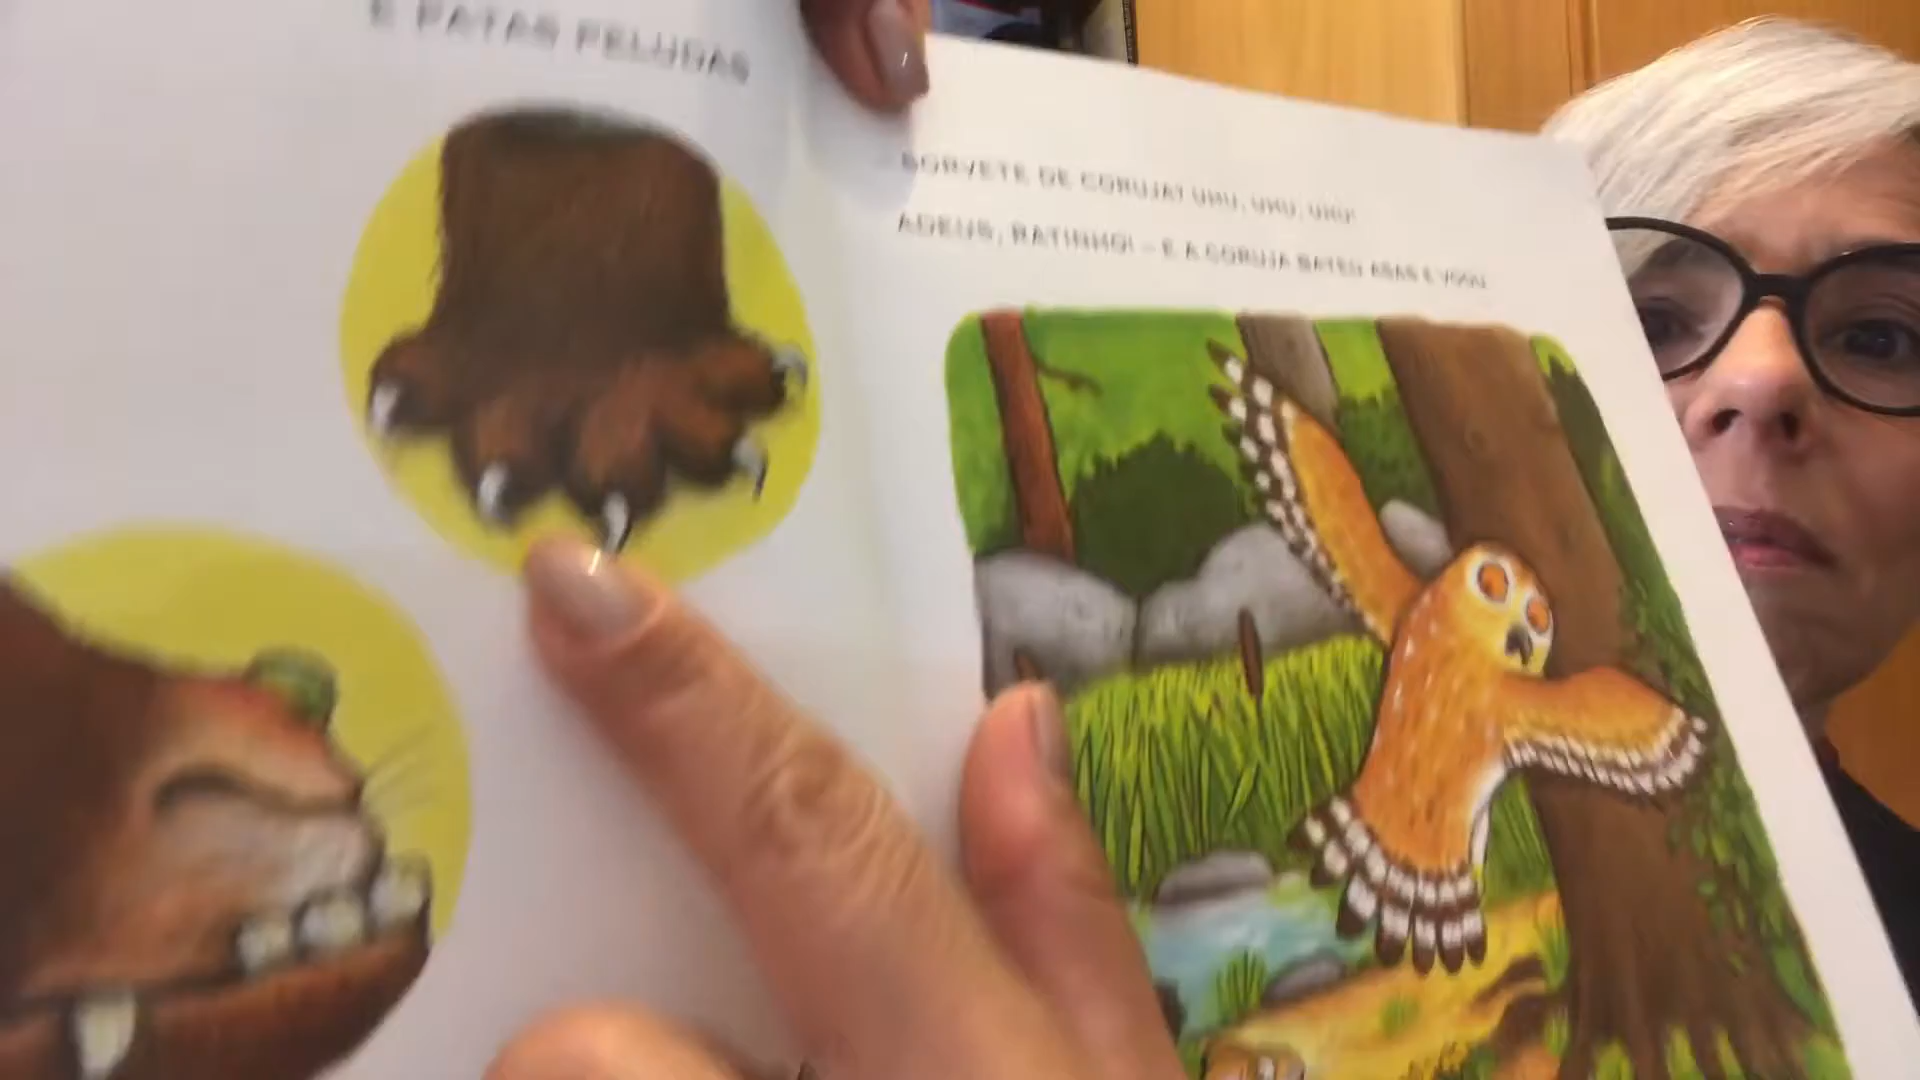 E PATAS PELUDAS
SORVETE DE CORUJA? UHU, UHU, UHU!
ADEUS, RATINHO! – E A CORUJA BATEU ASAS E VOOU